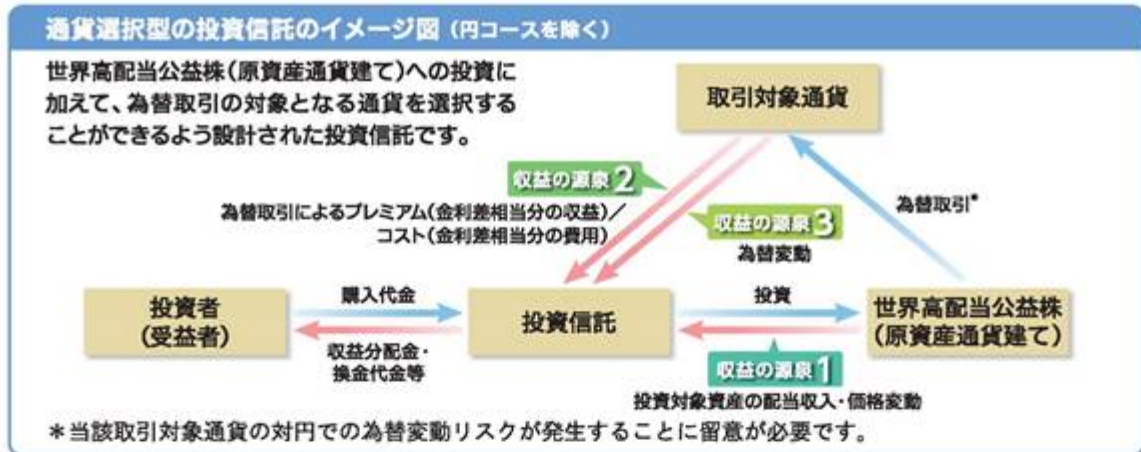 通貨選択型の投資信託のイメージ図（円コースを除く）
世界高配当公益株（原資産通貨建て）への投資に
加えて、為替取引の対象となる通貨を選択する
ことができるよう設計された投資信託です。
取引対象通貨
収益の源泉2
為替取引によるプレミアム（金利差相当分の収益）／
コスト（金利差相当分の費用）
収益の源泉3
為替変動
為替取引*
投資者
（受益者）
購入代金
収益分配金・
換金代金等
投資信託
投資
世界高配当公益株
（原資産通貨建て）
収益の源泉1
投資対象資産の配当収入・価格変動
＊当該取引対象通貨の対円での為替変動リスクが発生することに留意が必要です。